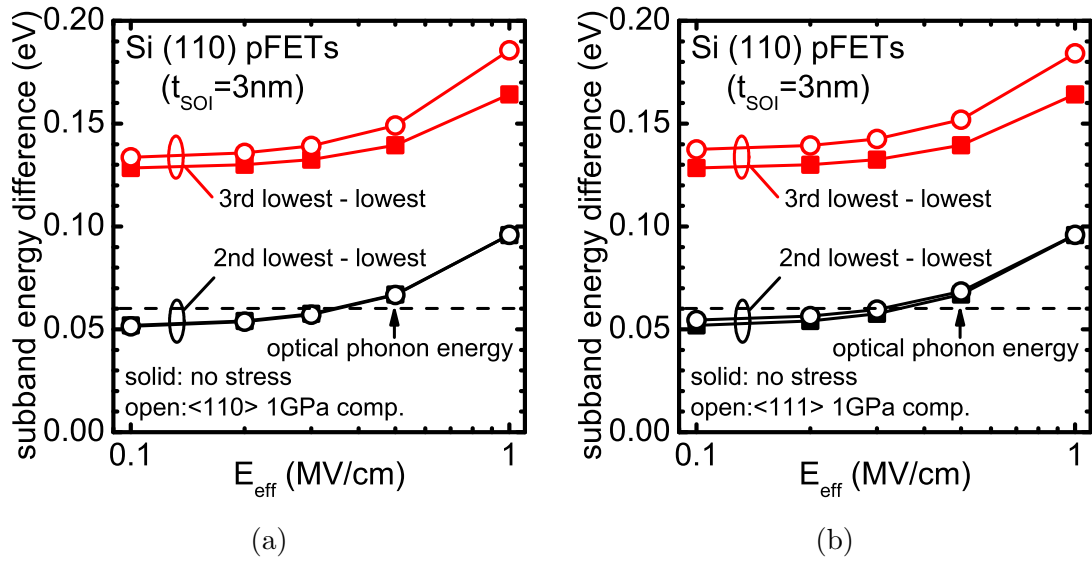 subband energy difference (eV)
0.20
0.15
0.10
0.05
0.00
Si (110) pFETs
(tSOI=3nm)
3rd lowest - lowest
2nd lowest - lowest
optical phonon energy
solid: no stress
open:<110> 1GPa comp.
0.1
1
Eeff (MV/cm)
(a)
subband energy difference (eV)
0.20
0.15
0.10
0.05
0.00
Si (110) pFETs
(tSOI=3nm)
3rd lowest - lowest
2nd lowest - lowest
optical phonon energy
solid: no stress
open:<111> 1GPa comp.
0.1
1
Eeff (MV/cm)
(b)